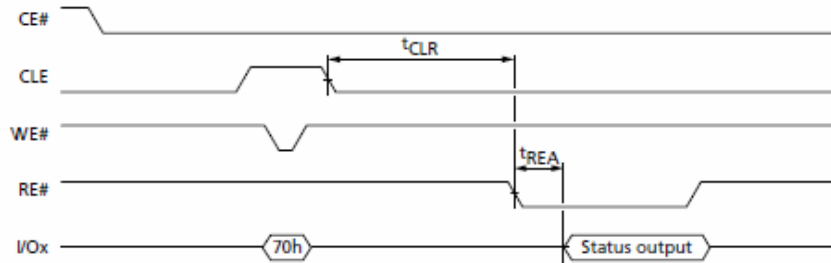 CE#
tCLR
CLE
WE#
tREA
RE#
I/Ox 70h Status output